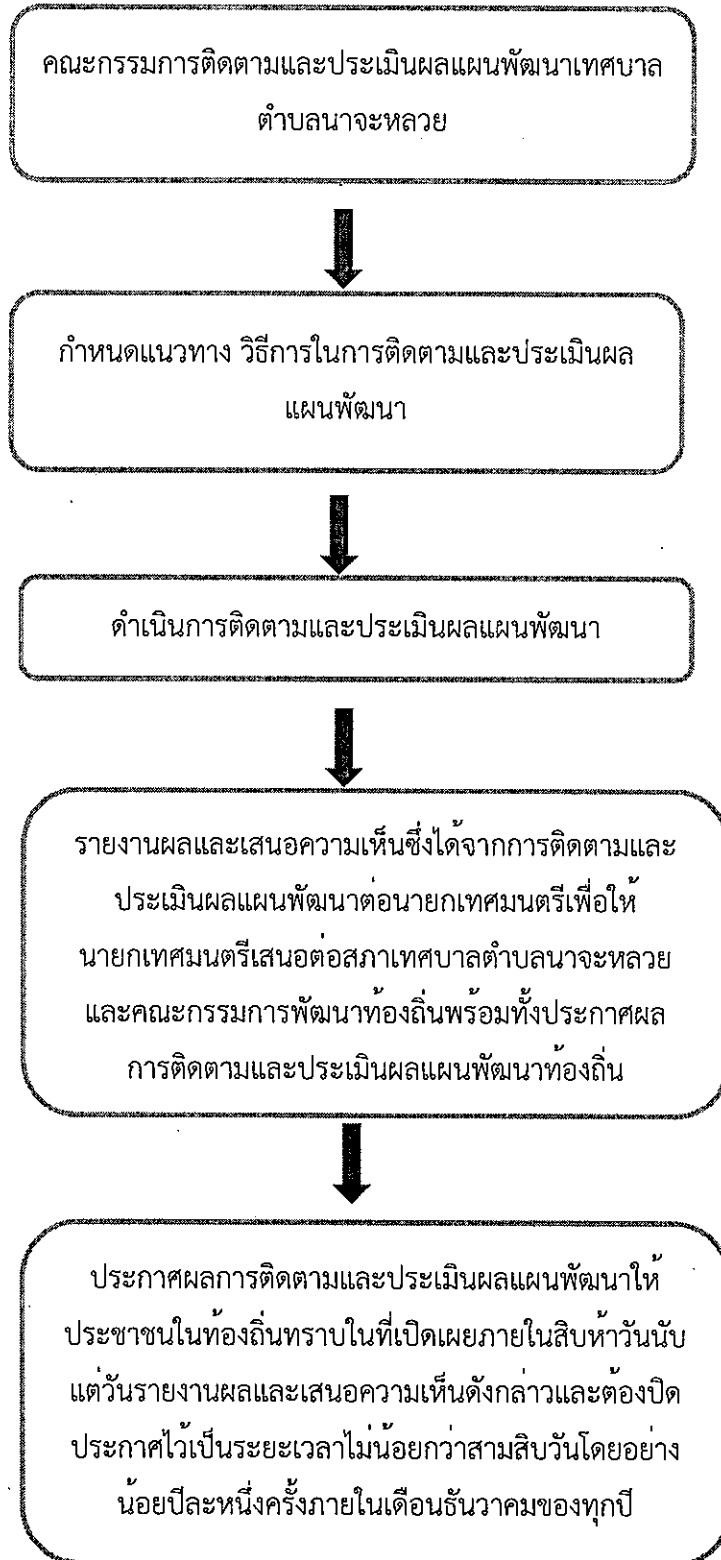 คณะกรรมการติดตามและประเมินผลแผนพัฒนาเทศบาล
ตำบลนาจะหลวย
กำหนดแนวทาง วิธีการในการติดตามและประเมินผล
แผนพัฒนา
ดำเนินการติดตามและประเมินผลแผนพัฒนา
รายงานผลและเสนอความเห็นซึ่งได้จากการติดตามและ
ประเมินผลแผนพัฒนาต่อนายกเทศมนตรีเพื่อให้
นายกเทศมนตรีเสนอต่อสภาเทศบาลตำบลนาจะหลวย
และคณะกรรมการพัฒนาท้องถิ่นพร้อมทั้งประกาศผล
การติดตามและประเมินผลแผนพัฒนาท้องถิ่น
ประกาศผลการติดตามและประเมินผลแผนพัฒนาให้
ประชาชนในท้องถิ่นทราบในที่เปิดเผยภายในสิบห้าวันนับ
แต่วันรายงานผลและเสนอความเห็นดังกล่าวและต้องปิด
ประกาศไว้เป็นระยะเวลาไม่น้อยกว่าสามสิบวันโดยอย่าง
น้อยปีละหนึ่งครั้งภายในเดือนธันวาคมของทุกปี